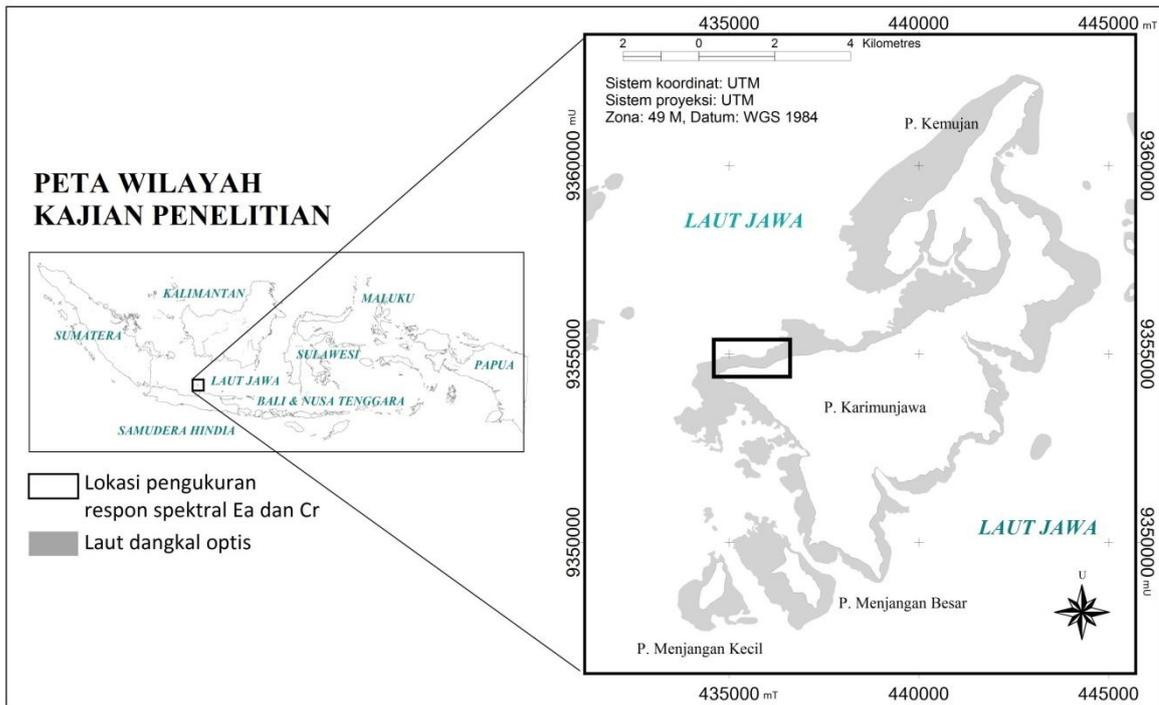 PETA WILAYAH
KAJIAN PENELITIAN
KALIMANTAN
MALUKU
SUMATERA
SULAWESI
PAPUA
LAUT JAWA
BALI & NUSA TENGGARA
SAMUDERA HINDIA
Lokasi pengukuran
respon spektral Ea dan Cr
Laut dangkal optis
435000 440000 445000 mT
2 0 2 4 Kilometres
Sistem koordinat: UTM
Sistem proyeksi: UTM
Zona: 49 M, Datum: WGS 1984
P. Kemujan
mU
9360000
9360000
LAUT JAWA
9355000
9355000
P. Karimunjawa
LAUT JAWA
9350000
9350000 mU
U
P. Menjangan Besar
P. Menjangan Kecil
435000 mT 440000 445000